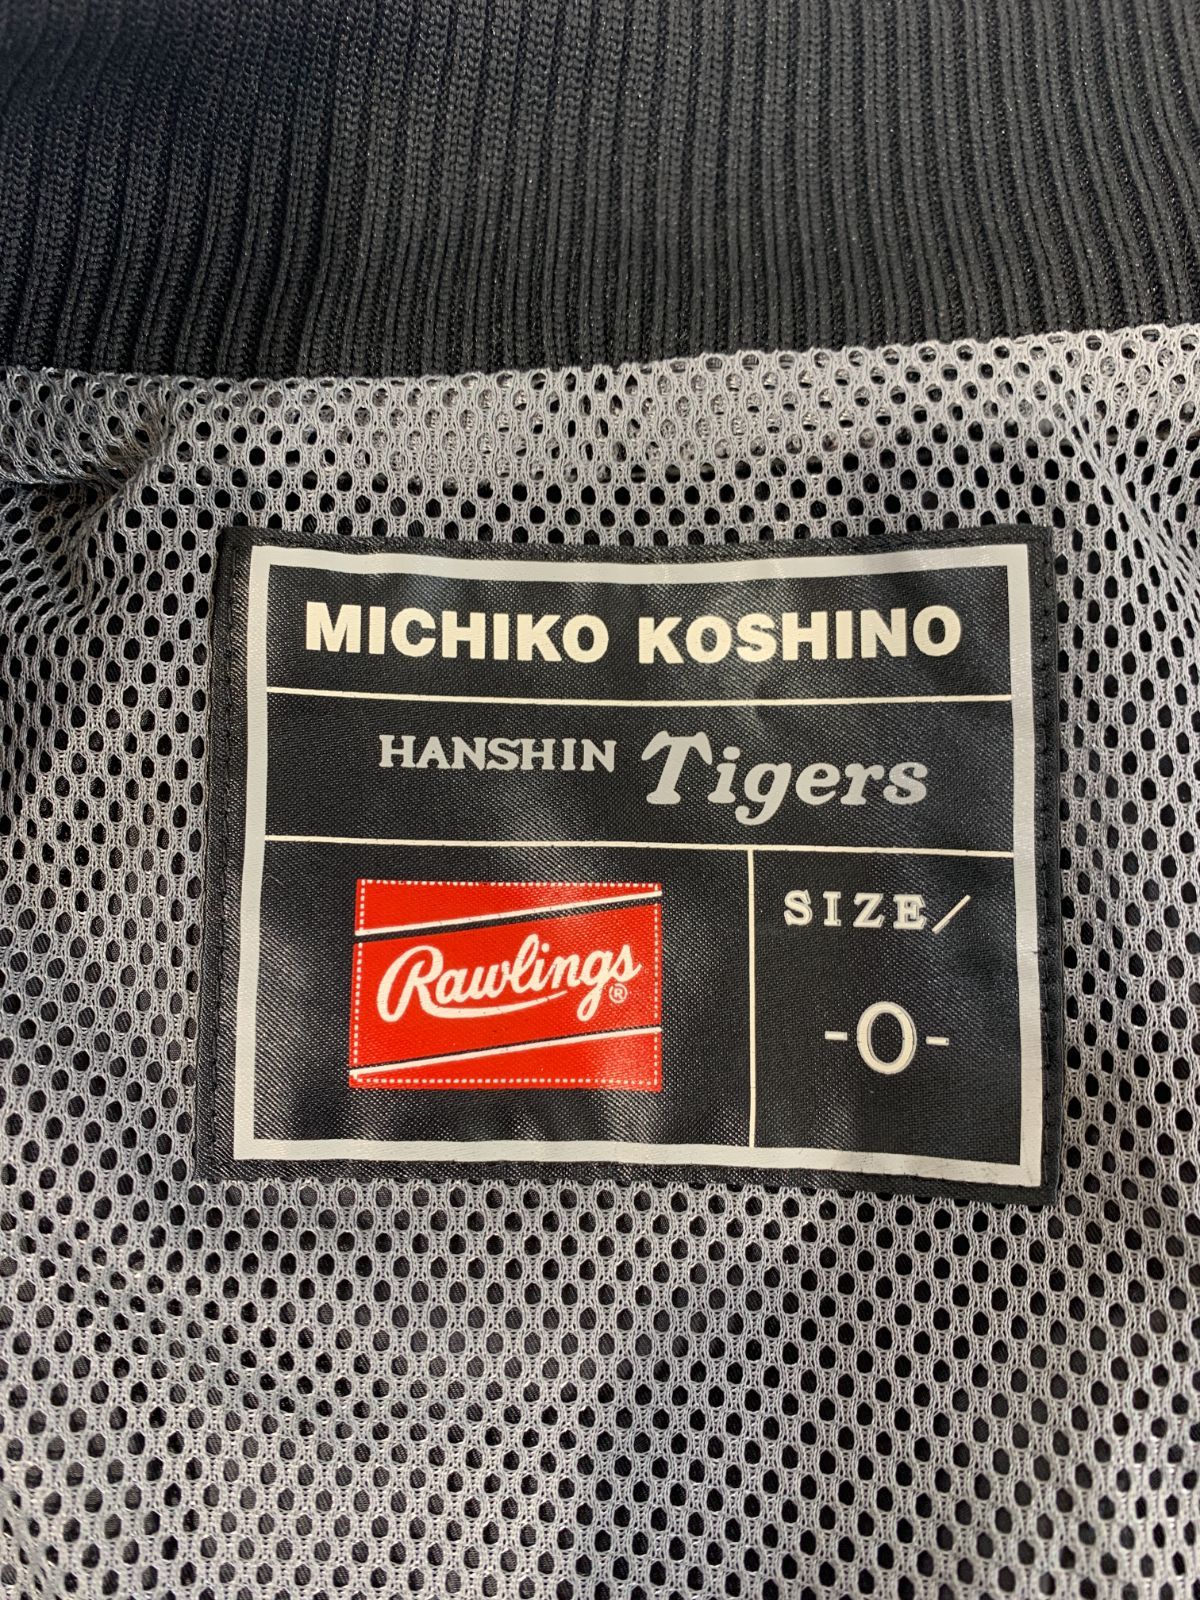 MICHIKO KOSHINO
HANSHIN Tigers
Rawlings®
SIZE/
-O-